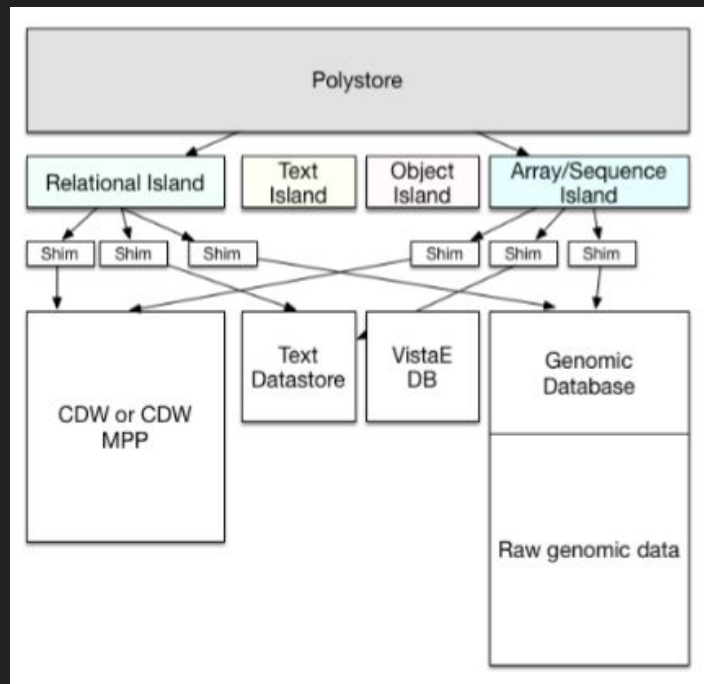 Polystore
Relational Island
Text
Island
Object
Island
Array/Sequence
Island
Shim
Shim
Shim
Shim
Shim
Shim
CDW or CDW
MPP
Text
Datastore
VistaE
DB
Genomic
Database
Raw genomic data